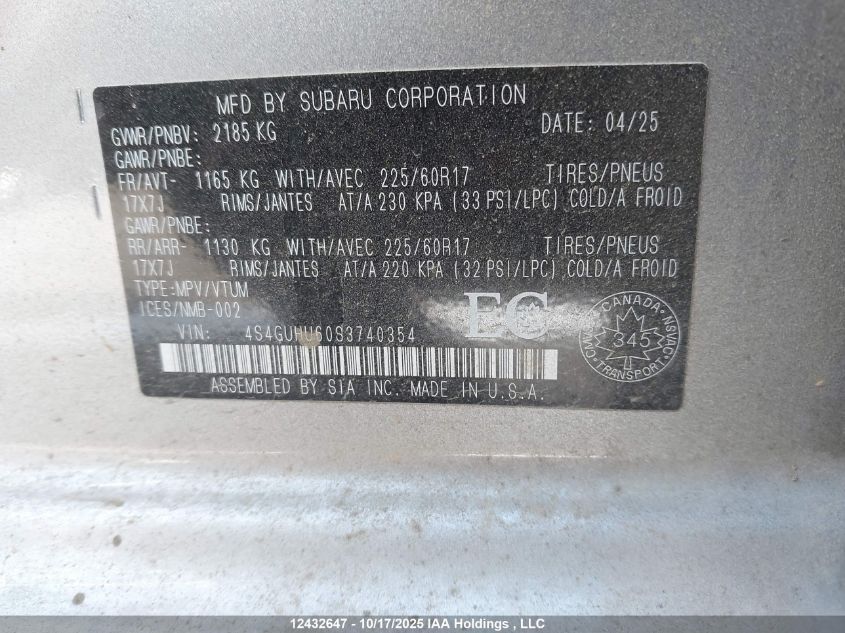 MFD BY SUBARU CORPORATION
GVWR/PNBV: 2185 KG DATE: 04/25
GAWR/PNBE:
FR/AVT- 1165 KG WITH/AVEC 225/60R17 TIRES/PNEUS
17X7J RIMS/JANTES AT/A 230 KPA (33 PSI/LPC) COLD/A FROID
GAWR/PNBE:
RR/ARR- 1130 KG WITH/AVEC 225/60R17 TIRES/PNEUS
17X7J RIMS/JANTES AT/A 220 KPA (32 PSI/LPC) COLD/A FROID
TYPE:MPV/VTUM
ICES/NMB-002
EC
VIN: 4S4GUHU60S3740354
CANADA
345
CMVSS NSVAC
TRANSPORT
ASSEMBLED BY SIA INC. MADE IN U.S.A.
12432647 - 10/17/2025 IAA Holdings , LLC